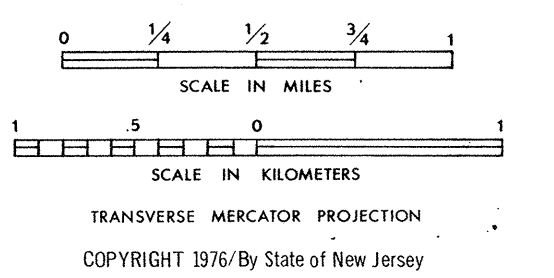 0 1/4 1/2 3/4 1
SCALE IN MILES
1 .5 0 1
SCALE IN KILOMETERS
TRANSVERSE MERCATOR PROJECTION
COPYRIGHT 1976/By State of New Jersey